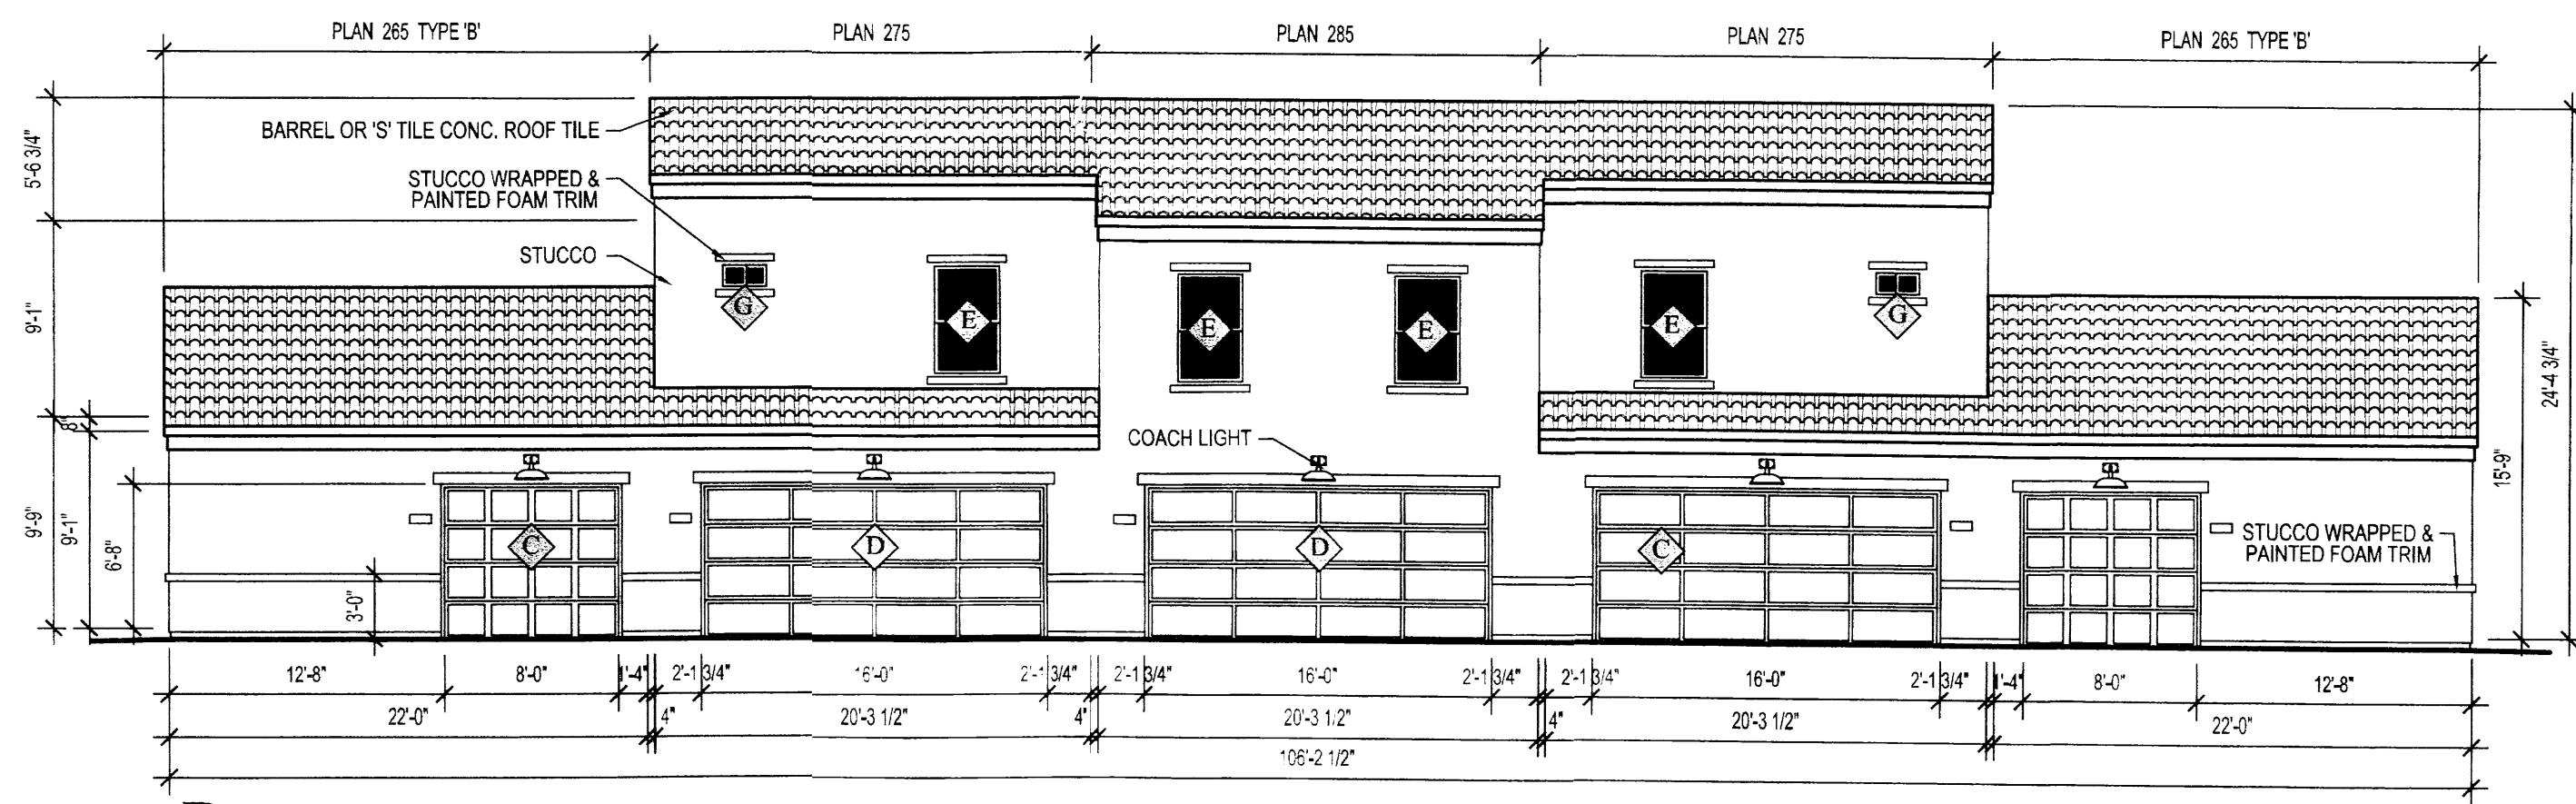 PLAN 265 TYPE 'B'
PLAN 275
PLAN 285
PLAN 275
PLAN 265 TYPE 'B'
BARREL OR 'S' TILE CONC. ROOF TILE
STUCCO WRAPPED &
PAINTED FOAM TRIM
STUCCO
5'-6 3/4"
9'-1"
8"
9'-9"
9'-1"
6'-8"
3'-0"
G
E
E
E
E
G
COACH LIGHT
C
D
D
C
STUCCO WRAPPED &
PAINTED FOAM TRIM
24'-4 3/4"
15'-9"
12'-8"
8'-0"
1'-4"
2'-1 3/4"
16'-0"
2'-1 3/4"
2'-1 3/4"
16'-0"
2'-1 3/4"
2'-1 3/4"
16'-0"
2'-1 3/4"
1'-4"
8'-0"
12'-8"
22'-0"
4"
20'-3 1/2"
4"
20'-3 1/2"
4"
20'-3 1/2"
22'-0"
106'-2 1/2"